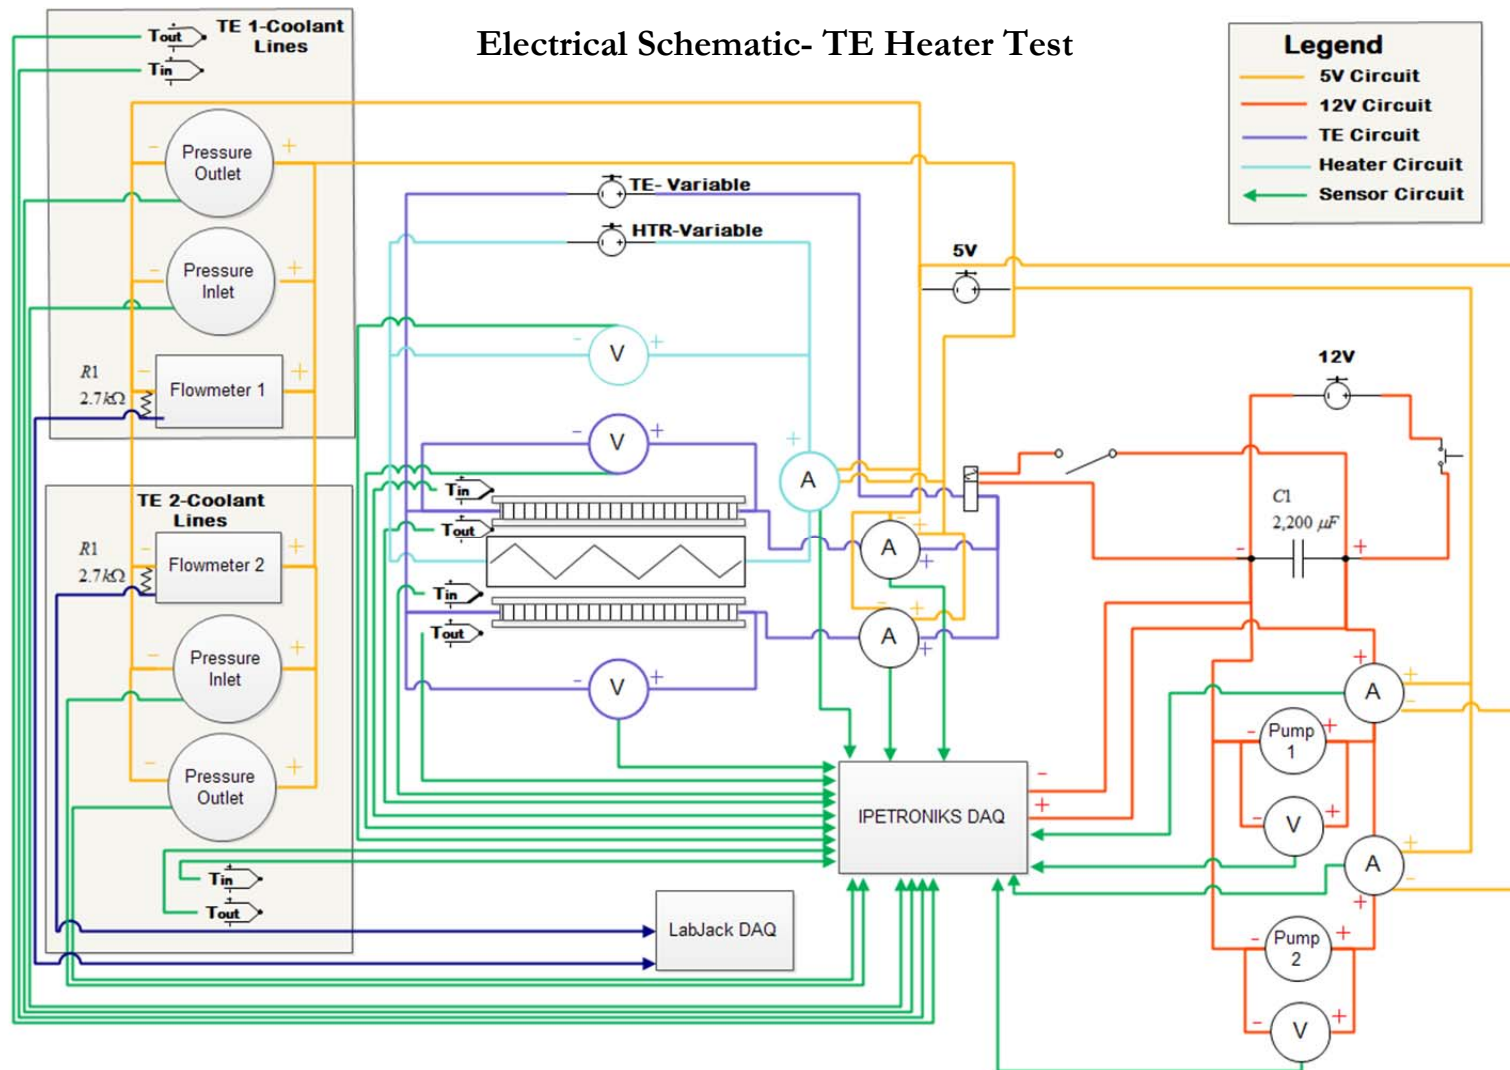 Electrical Schematic- TE Heater Test
Legend
5V Circuit
12V Circuit
TE Circuit
Heater Circuit
Sensor Circuit
TE 1-Coolant
Lines
Tout
Tin
-
+
Pressure
Outlet
-
+
Pressure
Inlet
R1
2.7kΩ
-
+
Flowmeter 1
TE 2-Coolant
Lines
R1
2.7kΩ
-
+
Flowmeter 2
-
+
Pressure
Inlet
-
+
Pressure
Outlet
Tin
Tout
TE- Variable
HTR-Variable
- V +
- V +
+
A
Tin
Tout
Tin
Tout
- V +
-
+
A
+
-
+
A
+
5V
12V
C1
2,200 μF
-
+
IPETRONIKS DAQ
-
+
LabJack DAQ
+
A
+
-
- Pump +
1
- V +
A
+
-
+
- Pump +
2
- V +